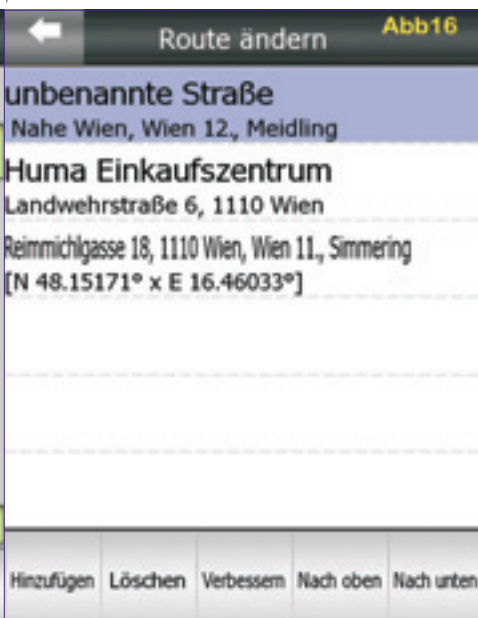 Route ändern
Abb16
unbenannte Straße
Nahe Wien, Wien 12., Meidling
Huma Einkaufszentrum
Landwehrstraße 6, 1110 Wien
Reimmichlgasse 18, 1110 Wien, Wien 11., Simmering
[N 48.15171° x E 16.46033°]
Hinzufügen Löschen Verbessern Nach oben Nach unten